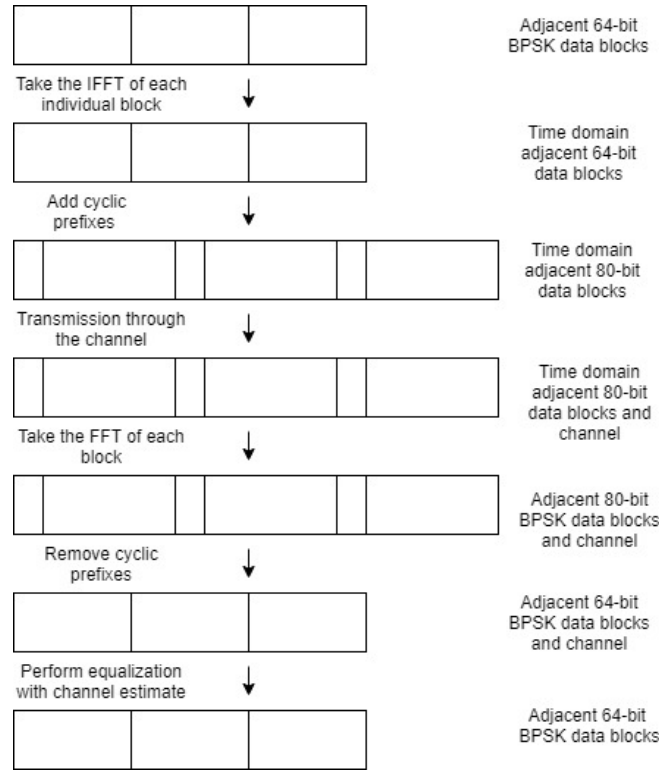 Adjacent 64-bit
BPSK data blocks
Take the IFFT of each
individual block
Time domain
adjacent 64-bit
data blocks
Add cyclic
prefixes
Time domain
adjacent 80-bit
data blocks
Transmission through
the channel
Time domain
adjacent 80-bit
data blocks and
channel
Take the FFT of each
block
Adjacent 80-bit
BPSK data blocks
and channel
Remove cyclic
prefixes
Adjacent 64-bit
BPSK data blocks
and channel
Perform equalization
with channel estimate
Adjacent 64-bit
BPSK data blocks